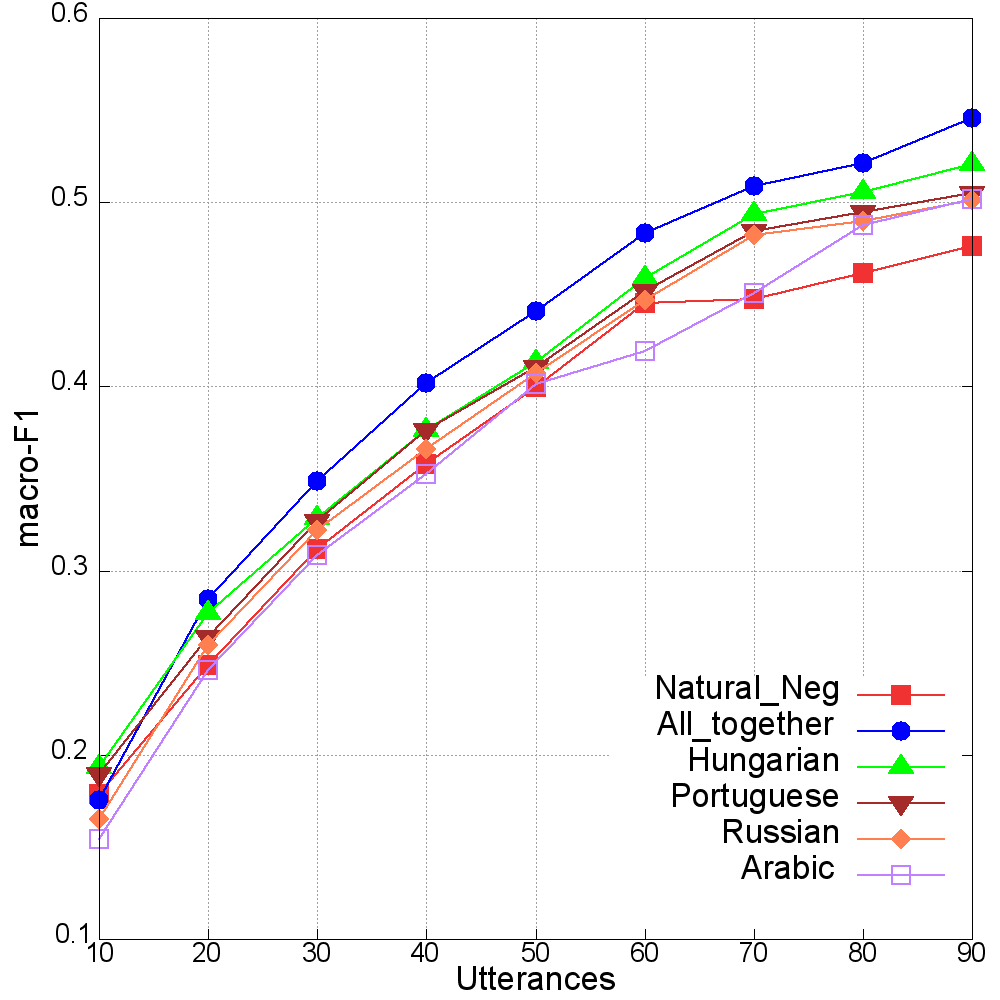 0.6
0.5
0.4
0.3
0.2
0.1
macro-F1
10 20 30 40 50 60 70 80 90
Utterances
Natural_Neg
All_together
Hungarian
Portuguese
Russian
Arabic